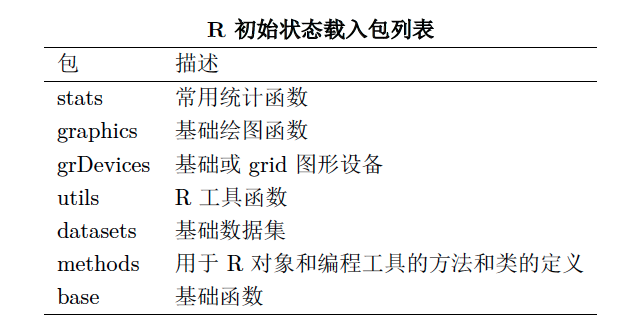 R 初始状态载入包列表
包 描述
stats 常用统计函数
graphics 基础绘图函数
grDevices 基础或 grid 图形设备
utils R 工具函数
datasets 基础数据集
methods 用于 R 对象和编程工具的方法和类的定义
base 基础函数